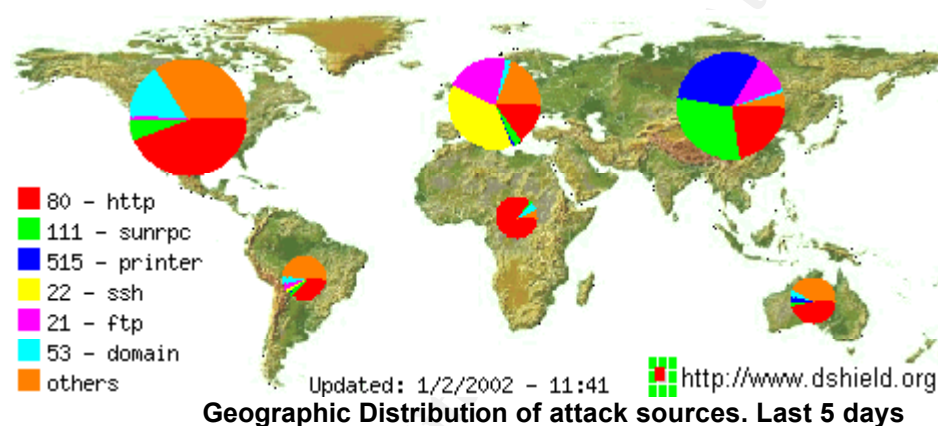 80 - http
111 - sunrpc
515 - printer
22 - ssh
21 - ftp
53 - domain
others
Updated: 1/2/2002 - 11:41
http://www.dshield.org
Geographic Distribution of attack sources. Last 5 days